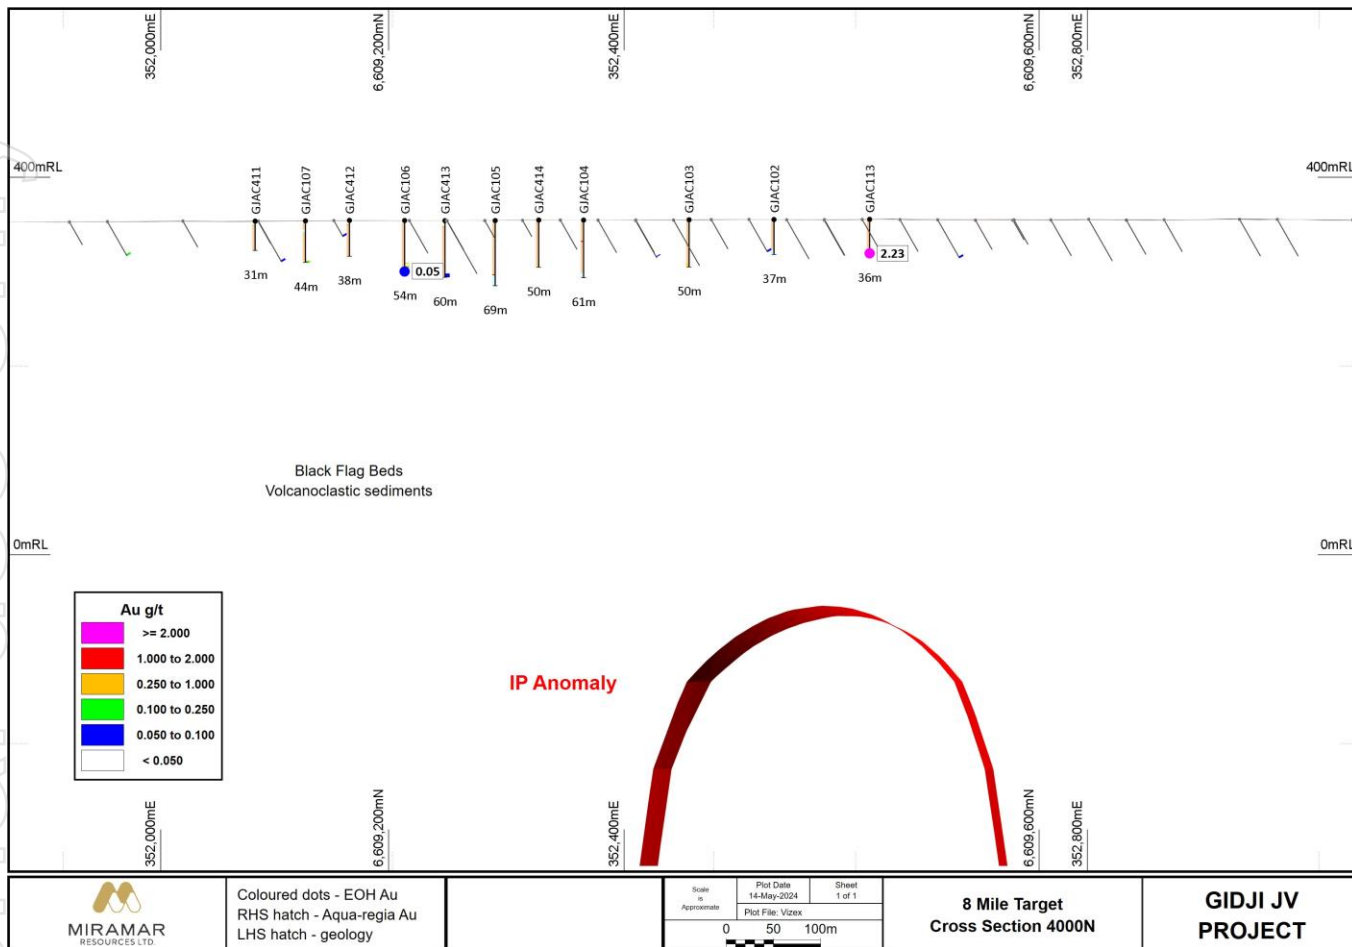 352,000mE
6,609,200mN
352,400mE
6,609,600mN
352,800mE
400mRL
400mRL
GJAC411
GJAC107
GJAC412
GJAC106
GJAC413
GJAC105
GJAC414
GJAC104
GJAC103
GJAC102
GJAC113
0.05
2.23
31m
44m
38m
54m
60m
69m
50m
61m
50m
37m
36m
Black Flag Beds
Volcanoclastic sediments
0mRL
0mRL
Au g/t
>= 2.000
1.000 to 2.000
0.250 to 1.000
0.100 to 0.250
0.050 to 0.100
< 0.050
IP Anomaly
352,000mE
6,609,200mN
352,400mE
6,609,600mN
352,800mE
MIRAMAR
RESOURCES LTD.
Coloured dots - EOH Au
RHS hatch - Aqua-regia Au
LHS hatch - geology
Scale
is
Approximate
Plot Date
14-May-2024
Sheet
1 of 1
Plot File: Vizex
0 50 100m
8 Mile Target
Cross Section 4000N
GIDJI JV
PROJECT